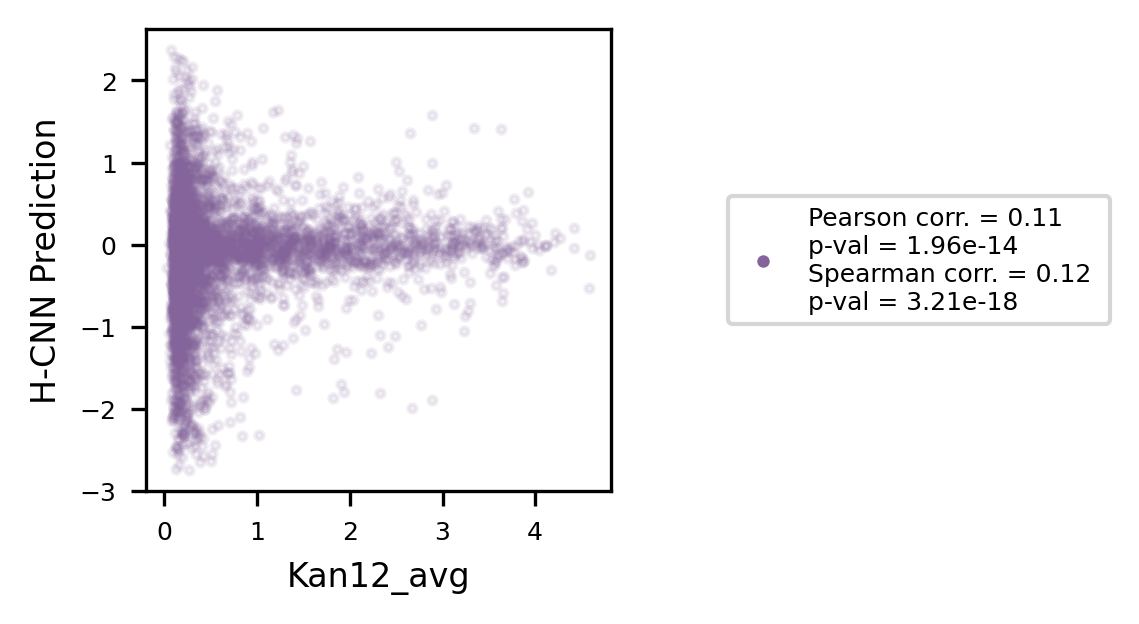 2
1
0
−1
−2
−3
H-CNN Prediction
0 1 2 3 4
Kan12_avg
Pearson corr. = 0.11
p-val = 1.96e-14
Spearman corr. = 0.12
p-val = 3.21e-18